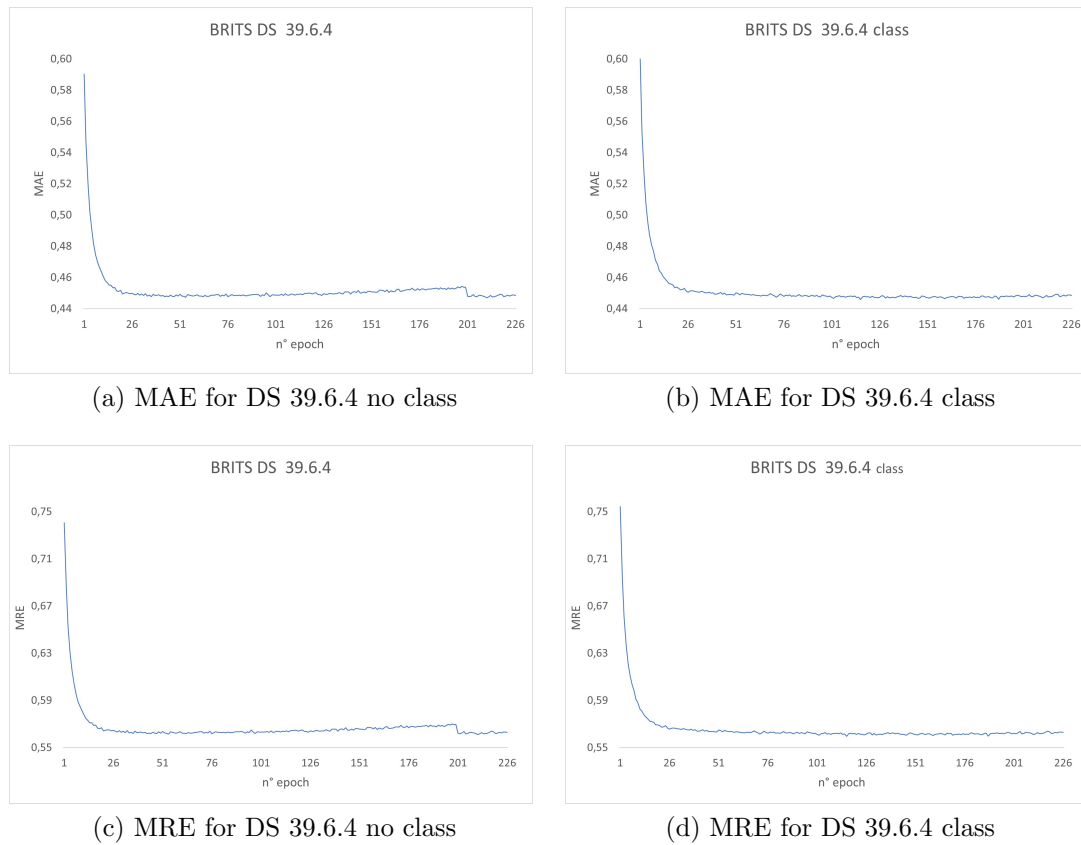 BRITS DS 39.6.4
0,60
0,58
0,56
0,54
0,52
0,50
0,48
0,46
0,44
MAE
1 26 51 76 101 126 151 176 201 226
n° epoch
(a) MAE for DS 39.6.4 no class
BRITS DS 39.6.4 class
0,60
0,58
0,56
0,54
0,52
0,50
0,48
0,46
0,44
MAE
1 26 51 76 101 126 151 176 201 226
n° epoch
(b) MAE for DS 39.6.4 class
BRITS DS 39.6.4
0,75
0,71
0,67
0,63
0,59
0,55
MRE
1 26 51 76 101 126 151 176 201 226
n° epoch
(c) MRE for DS 39.6.4 no class
BRITS DS 39.6.4 class
0,75
0,71
0,67
0,63
0,59
0,55
MRE
1 26 51 76 101 126 151 176 201 226
n° epoch
(d) MRE for DS 39.6.4 class